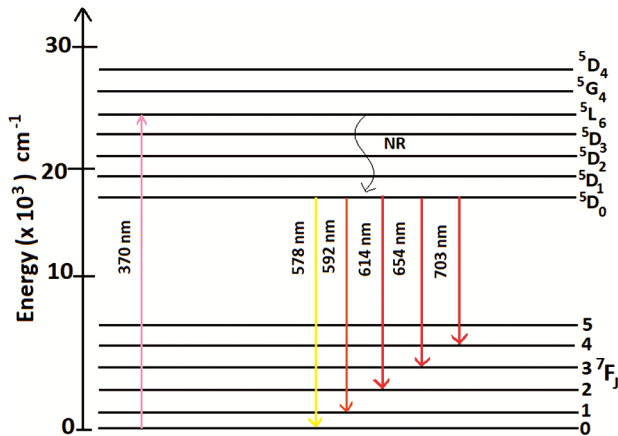 30
20
10
0
Energy (x 10³) cm⁻¹
370 nm
NR
578 nm
592 nm
614 nm
654 nm
703 nm
⁵D₄
⁵G₄
⁵L₆
⁵D₃
⁵D₂
⁵D₁
⁵D₀
5
4
3 ⁷F_J
2
1
0